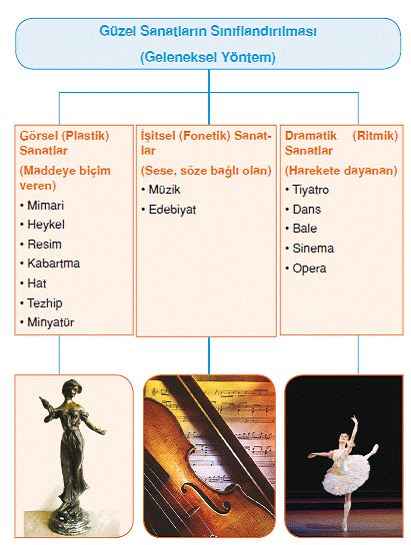 Güzel Sanatların Sınıflandırılması
(Geleneksel Yöntem)
Görsel (Plastik)
Sanatlar
(Maddeye biçim
veren)
• Mimari
• Heykel
• Resim
• Kabartma
• Hat
• Tezhip
• Minyatür
İşitsel (Fonetik) Sanat-
lar
(Sese, söze bağlı olan)
• Müzik
• Edebiyat
Dramatik (Ritmik)
Sanatlar
(Harekete dayanan)
• Tiyatro
• Dans
• Bale
• Sinema
• Opera